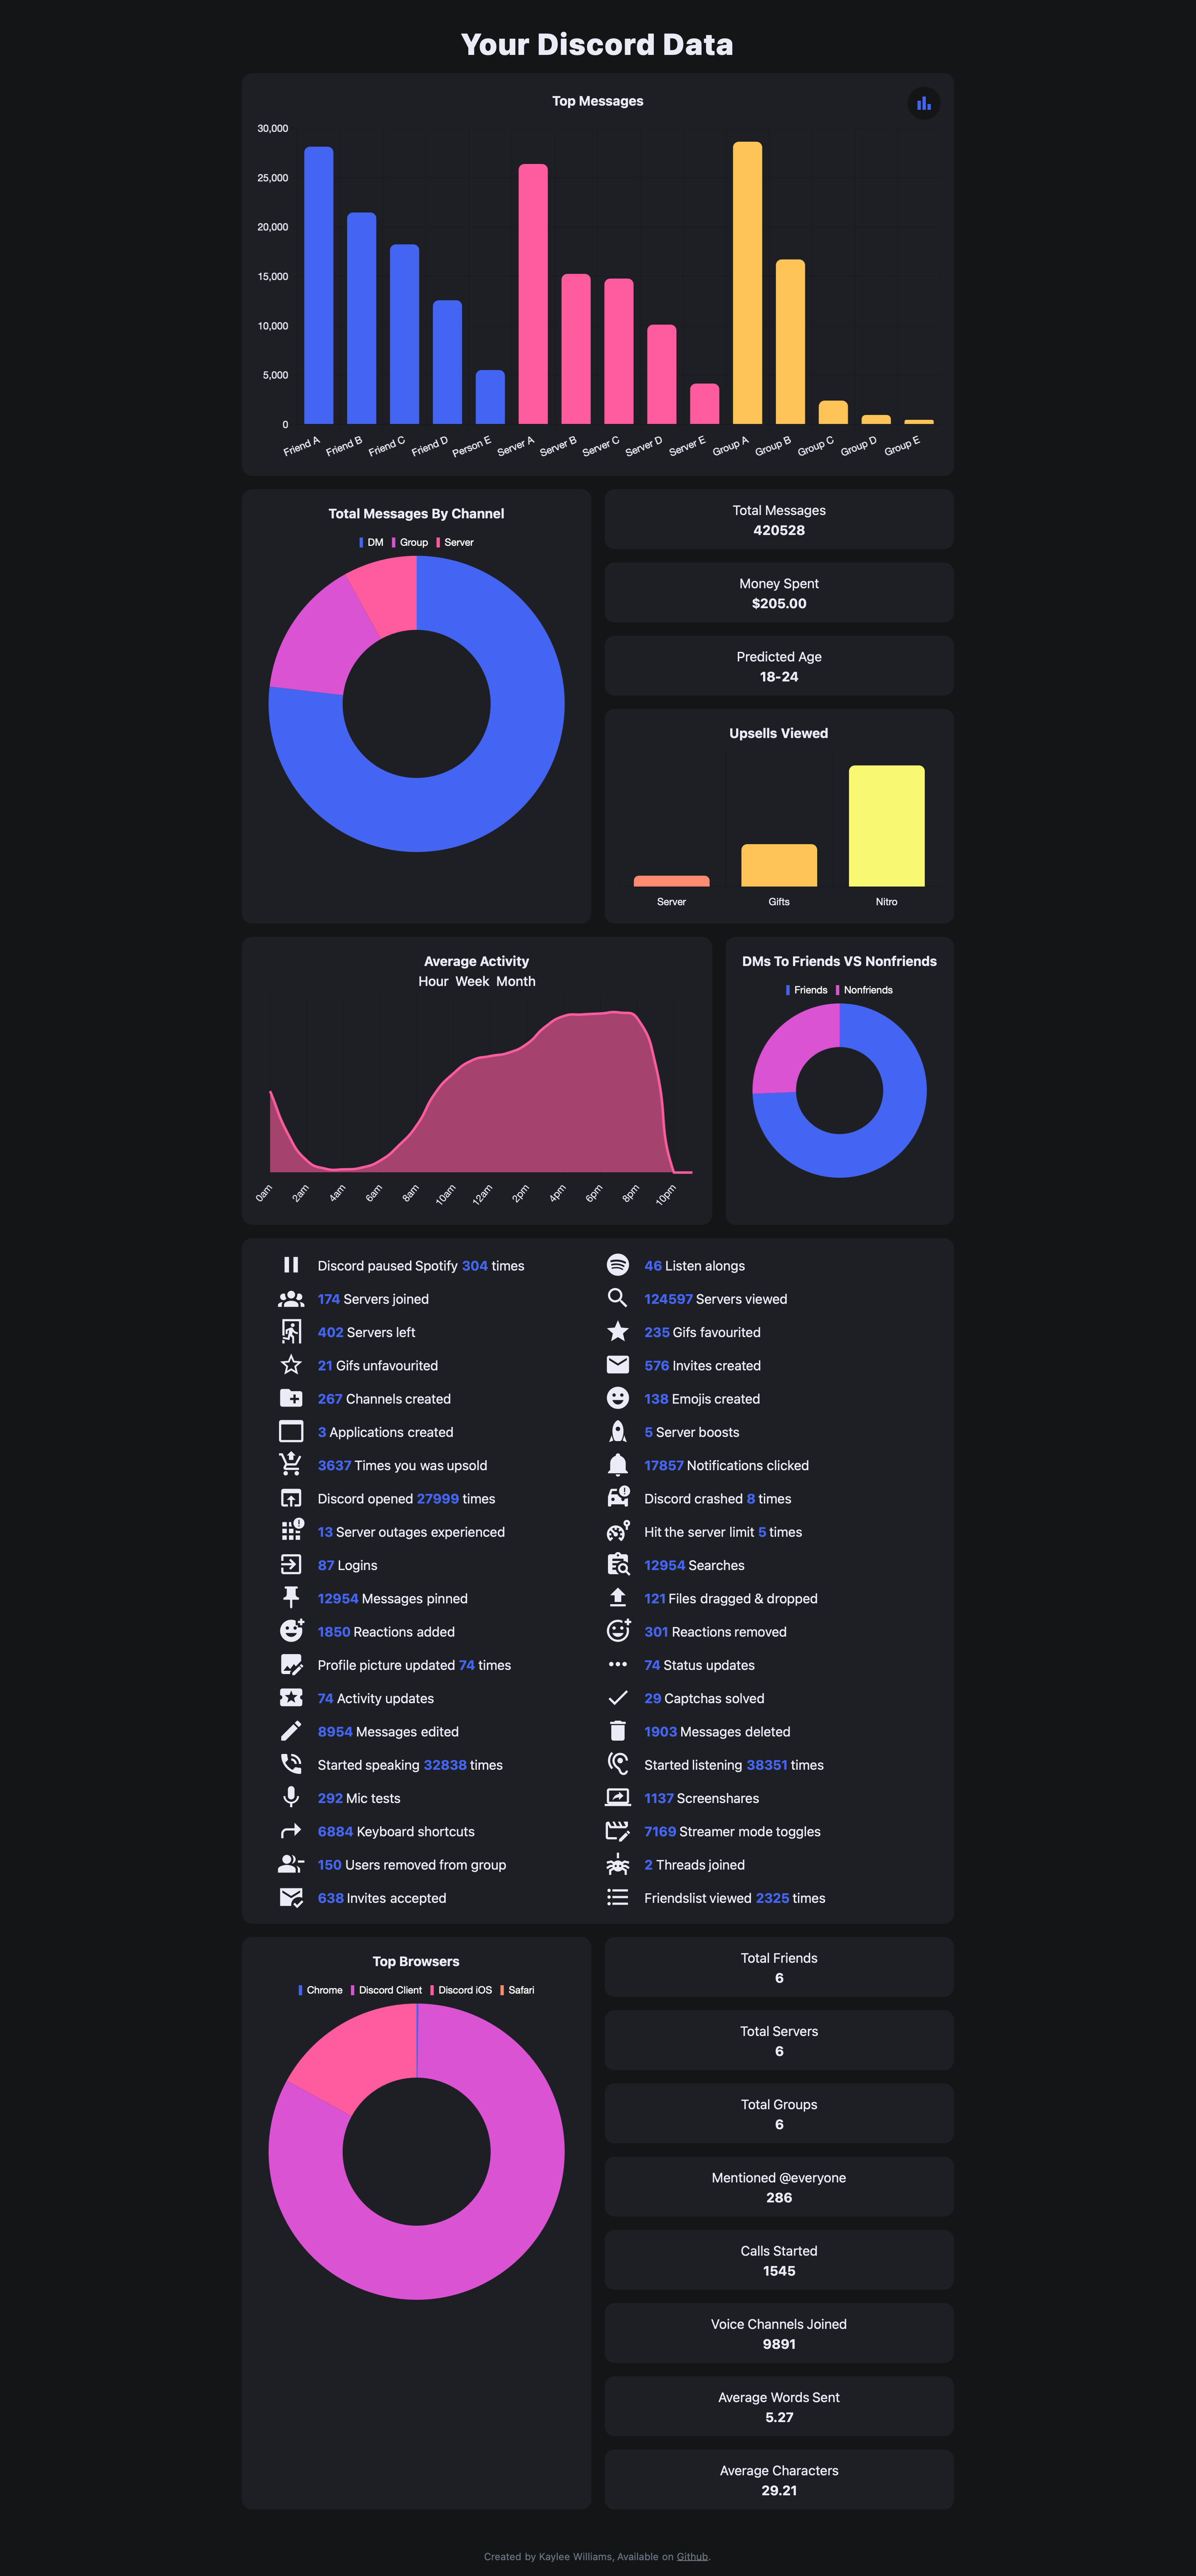 Your Discord Data
Top Messages
30,000
25,000
20,000
15,000
10,000
5,000
0
Friend A
Friend B
Friend C
Friend D
Person E
Server A
Server B
Server C
Server D
Server E
Group A
Group B
Group C
Group D
Group E
Total Messages By Channel
DM Group Server
Total Messages
420528
Money Spent
$205.00
Predicted Age
18-24
Upsells Viewed
Server Gifts Nitro
Average Activity
Hour Week Month
0am 2am 4am 6am 8am 10am 12am 2pm 4pm 6pm 8pm 10pm
DMs To Friends VS Nonfriends
Friends Nonfriends
Discord paused Spotify 304 times
46 Listen alongs
174 Servers joined
124597 Servers viewed
402 Servers left
235 Gifs favourited
21 Gifs unfavourited
576 Invites created
267 Channels created
138 Emojis created
3 Applications created
5 Server boosts
3637 Times you was upsold
17857 Notifications clicked
Discord opened 27999 times
Discord crashed 8 times
13 Server outages experienced
Hit the server limit 5 times
87 Logins
12954 Searches
12954 Messages pinned
121 Files dragged & dropped
1850 Reactions added
301 Reactions removed
Profile picture updated 74 times
74 Status updates
74 Activity updates
29 Captchas solved
8954 Messages edited
1903 Messages deleted
Started speaking 32838 times
Started listening 38351 times
292 Mic tests
1137 Screenshares
6884 Keyboard shortcuts
7169 Streamer mode toggles
150 Users removed from group
2 Threads joined
638 Invites accepted
Friendslist viewed 2325 times
Top Browsers
Chrome Discord Client Discord iOS Safari
Total Friends
6
Total Servers
6
Total Groups
6
Mentioned @everyone
286
Calls Started
1545
Voice Channels Joined
9891
Average Words Sent
5.27
Average Characters
29.21
Created by Kaylee Williams, Available on Github.